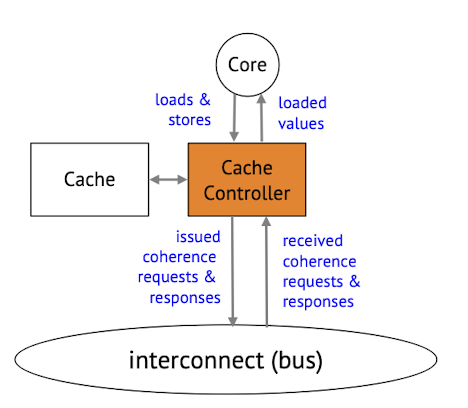 Core
loads &
stores
loaded
values
Cache
Cache
Controller
issued
coherence
requests &
responses
received
coherence
requests &
responses
interconnect (bus)